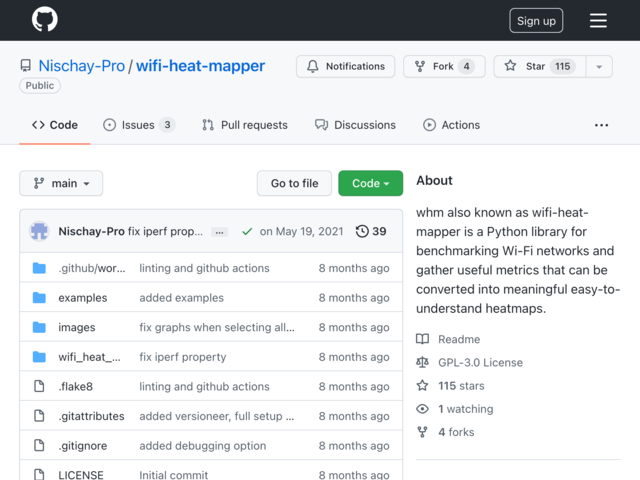 Sign up
Nischay-Pro / wifi-heat-mapper
Public
Notifications
Fork 4
Star 115
Code
Issues 3
Pull requests
Discussions
Actions
...
main
Go to file
Code
About
whm also known as wifi-heat-
mapper is a Python library for
benchmarking Wi-Fi networks and
gather useful metrics that can be
converted into meaningful easy-to-
understand heatmaps.
Readme
GPL-3.0 License
115 stars
1 watching
4 forks
Nischay-Pro fix iperf prop... ... on May 19, 2021 39
.github/wor... linting and github actions 8 months ago
examples added examples 8 months ago
images fix graphs when selecting all... 8 months ago
wifi_heat_... fix iperf property 8 months ago
.flake8 linting and github actions 8 months ago
.gitattributes added versioneer, full setup ... 8 months ago
.gitignore added debugging option 8 months ago
LICENSE Initial commit 8 months ago